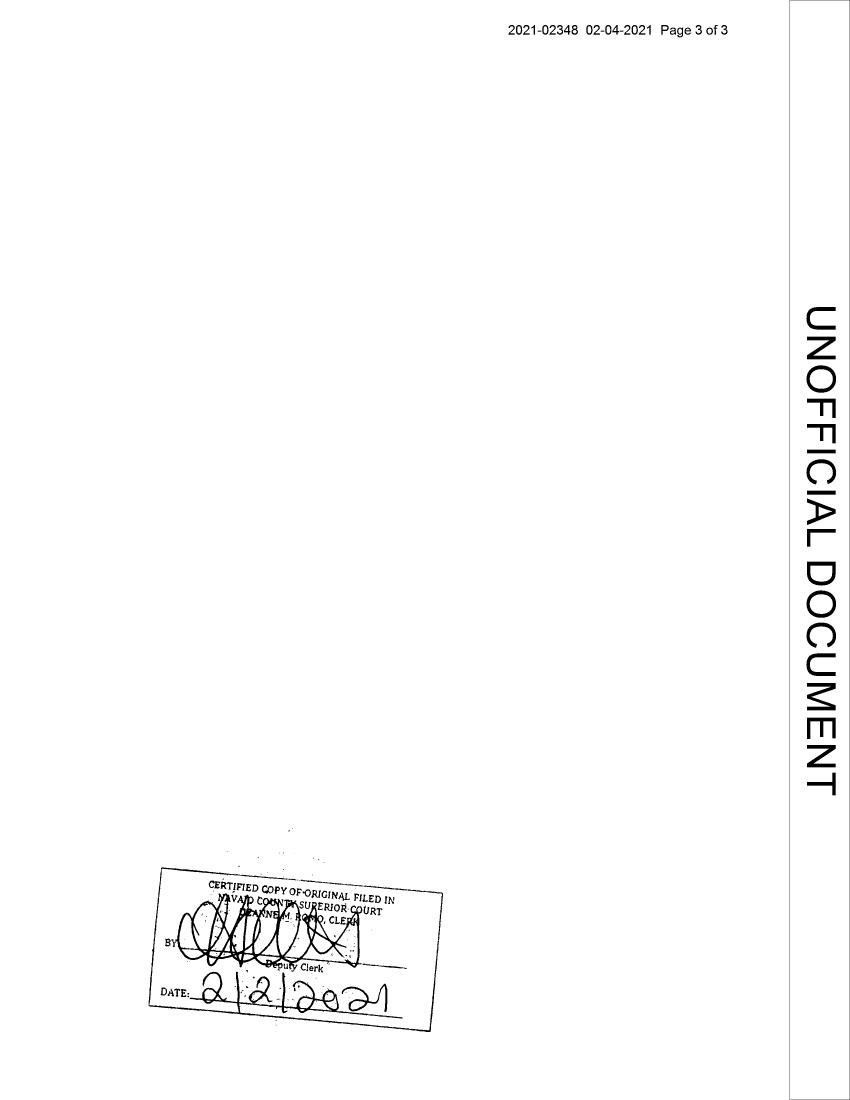 2021-02348 02-04-2021 Page 3 of 3
UNOFFICIAL DOCUMENT
CERTIFIED COPY OF ORIGINAL FILED IN
NAVAJO COUNTY SUPERIOR COURT
DEANNE M. ROMO, CLERK
BY
Deputy Clerk
DATE: 2/2/2021